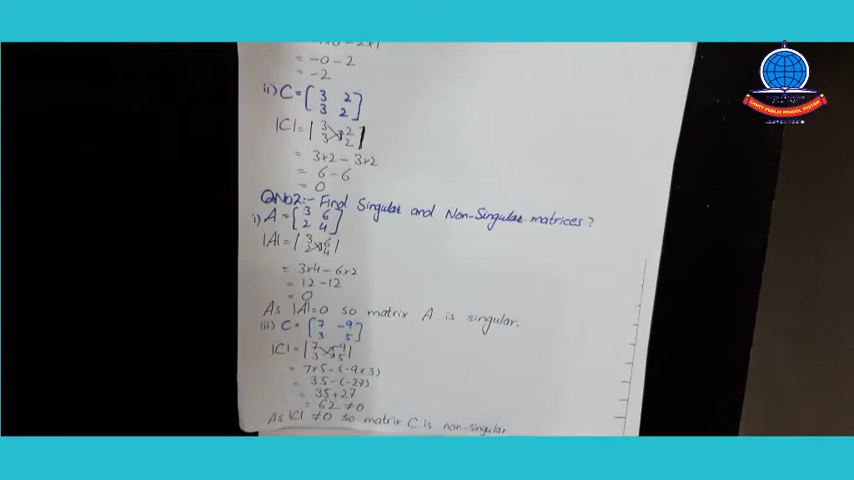 = -0 - 2
= -2
ii) C = [3 2
3 2]
|C| = |3 2
3 2|
= 3×2 - 3×2
= 6 - 6
= 0
QNo2:- Find Singular and Non-Singular matrices?
i) A = [3 6
2 4]
|A| = |3 6
2 4|
= 3×4 - 6×2
= 12 - 12
= 0
As |A|=0 so matrix A is singular.
(ii) C = [7 -9
3 5]
|C| = |7 -9
3 5|
= 7×5 - (-9×3)
= 35 - (-27)
= 35 + 27
= 62 ≠ 0
As |C| ≠ 0 so matrix C is non-singular